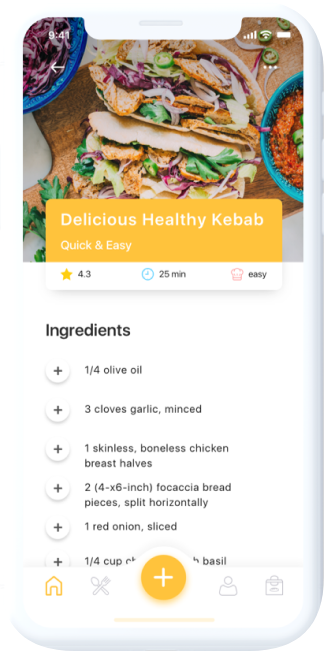 9:41
Delicious Healthy Kebab
Quick & Easy
4.3 25 min easy
Ingredients
1/4 olive oil
3 cloves garlic, minced
1 skinless, boneless chicken
breast halves
2 (4-x6-inch) focaccia bread
pieces, split horizontally
1 red onion, sliced
1/4 cup basil